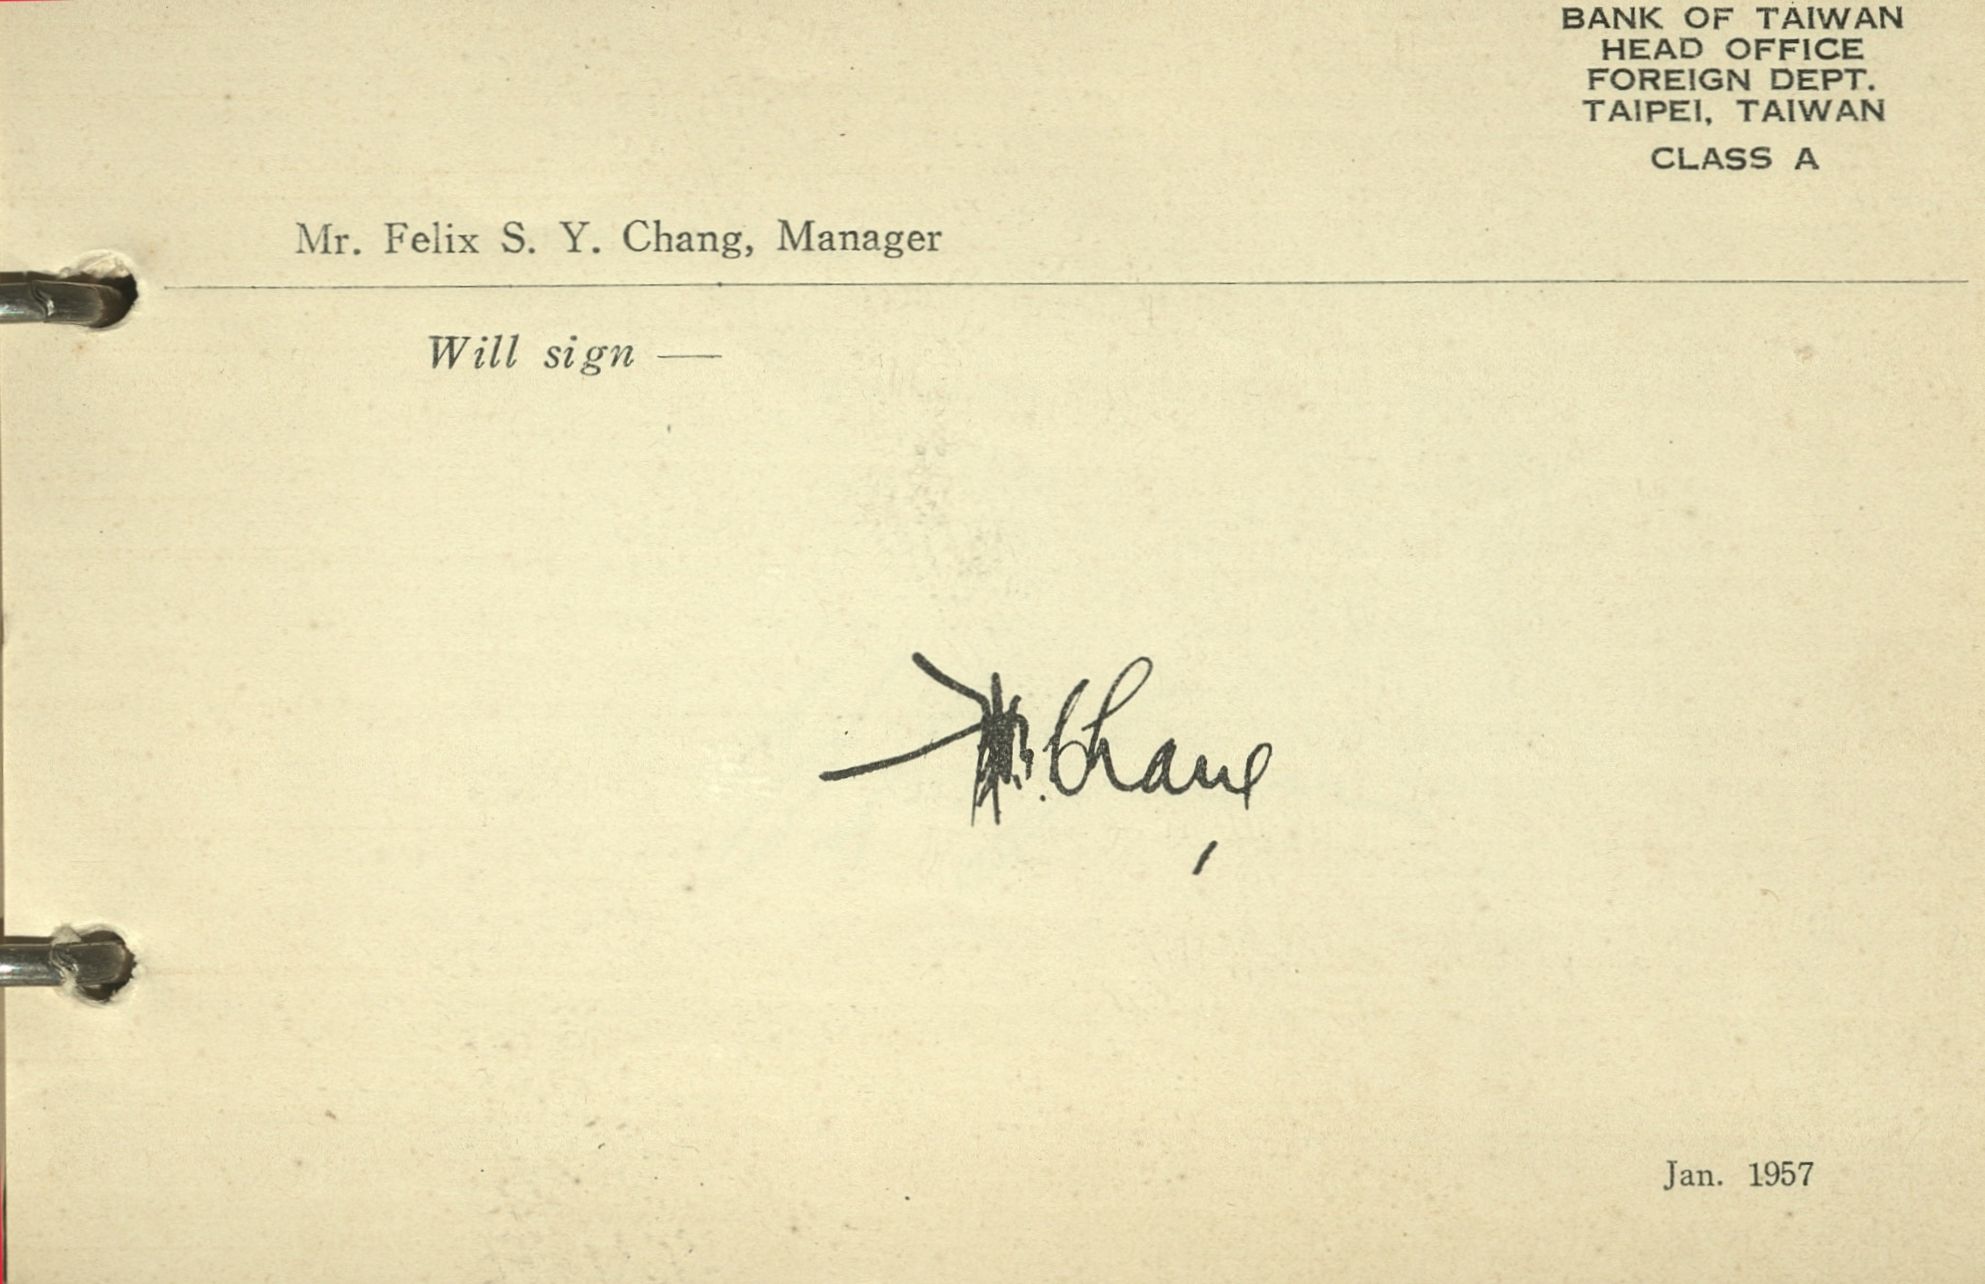 BANK OF TAIWAN
HEAD OFFICE
FOREIGN DEPT.
TAIPEI, TAIWAN
CLASS A
Mr. Felix S. Y. Chang, Manager
Will sign —
Chang
Jan. 1957